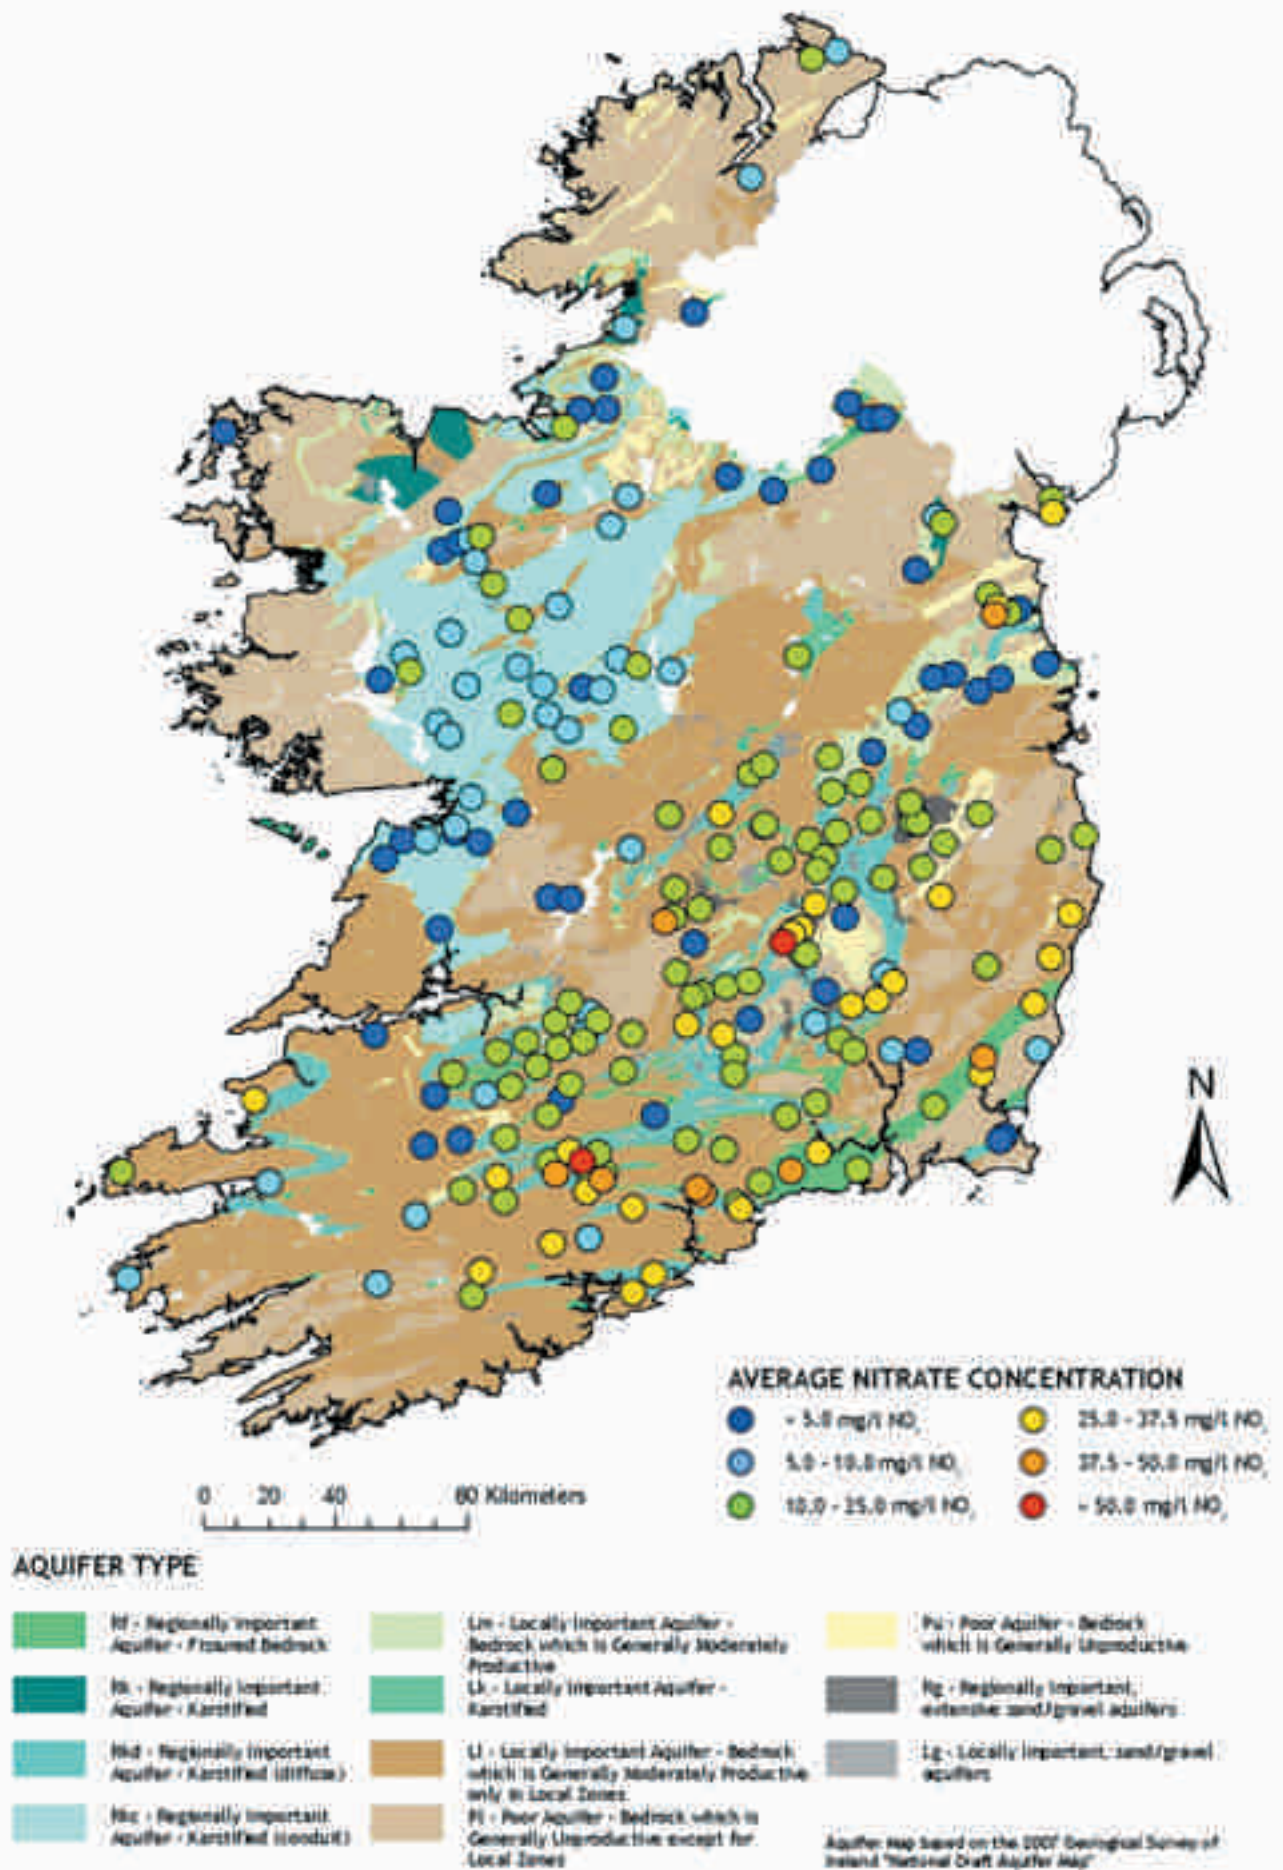 N
AVERAGE NITRATE CONCENTRATION
5.0 mg/l NO
5.0 - 10.0 mg/l NO
10.0 - 25.0 mg/l NO
25.0 - 37.5 mg/l NO
37.5 - 50.0 mg/l NO
50.0 mg/l NO
0 20 40 80 Kilometers
AQUIFER TYPE
Rf - Regionally Important
Aquifer - Fissured Bedrock
Rk - Regionally Important
Aquifer - Karstified
Rkd - Regionally Important
Aquifer - Karstified (diffuse)
Rkc - Regionally Important
Aquifer - Karstified (conduit)
Lm - Locally Important Aquifer -
Bedrock which is Generally Moderately
Productive
Lk - Locally Important Aquifer -
Karstified
Ll - Locally Important Aquifer - Bedrock
which is Generally Moderately Productive
only in Local Zones
Pl - Poor Aquifer - Bedrock which is
Generally Unproductive except for
Local Zones
Pu - Poor Aquifer - Bedrock
which is Generally Unproductive
Rg - Regionally Important,
extensive sand/gravel aquifers
Lg - Locally important, sand/gravel
aquifers
Aquifer Map based on the 2007 Geological Survey of
Ireland "National Draft Aquifer Map"